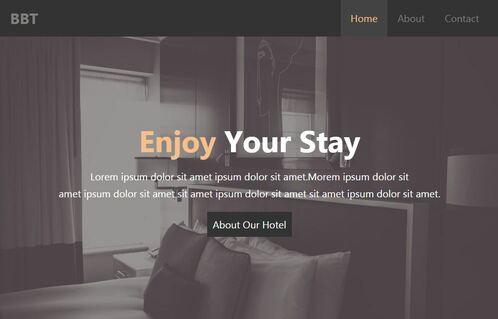 BBT
Home
About
Contact
Enjoy Your Stay
Lorem ipsum dolor sit amet ipsum dolor sit amet.Morem ipsum dolor sit
amet ipsum dolor sit amet sit amet ipsum dolor sit amet sit amet ipsum dolor sit amet.
About Our Hotel